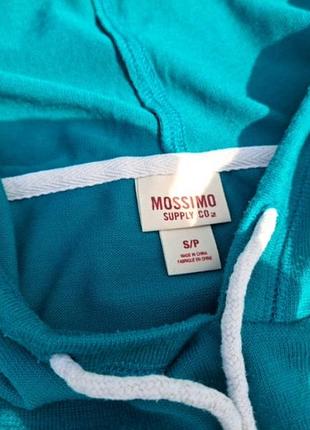 MOSSIMO
SUPPLY CO.
S/P
MADE IN CHINA
FABRIQUÉ EN CHINE